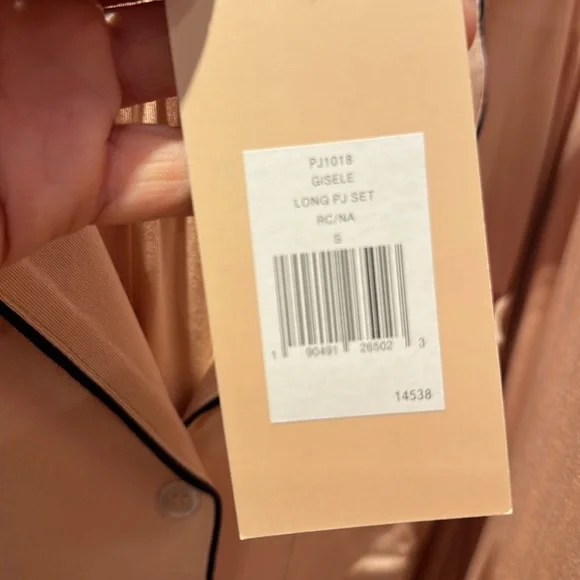 PJ1018
GISELE
LONG PJ SET
RC/NA
S
1 90491 26502 3
14538